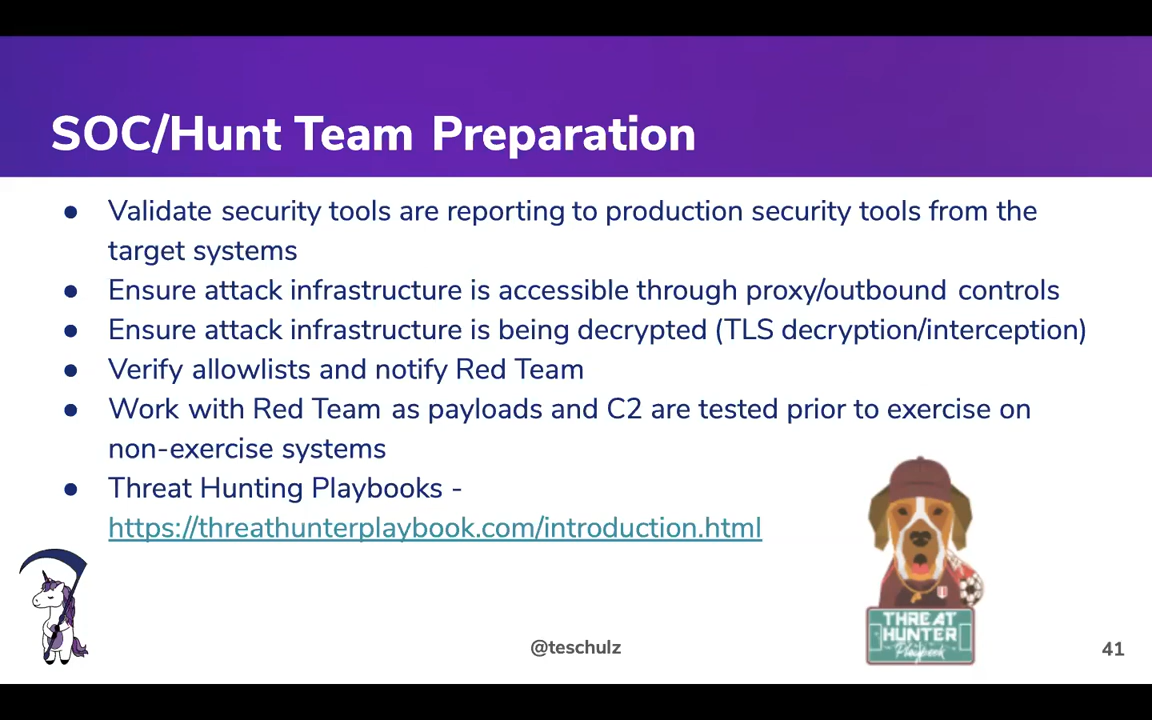 SOC/Hunt Team Preparation
● Validate security tools are reporting to production security tools from the
target systems
● Ensure attack infrastructure is accessible through proxy/outbound controls
● Ensure attack infrastructure is being decrypted (TLS decryption/interception)
● Verify allowlists and notify Red Team
● Work with Red Team as payloads and C2 are tested prior to exercise on
non-exercise systems
● Threat Hunting Playbooks -
https://threathunterplaybook.com/introduction.html
THREAT
HUNTER
Playbook
@teschulz
41